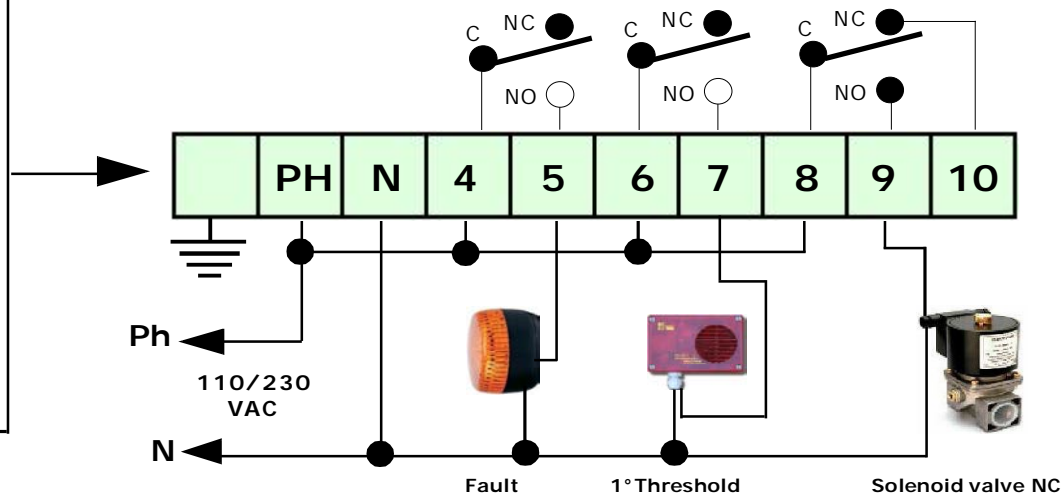 C NC C NC C NC
NO NO NO
PH N 4 5 6 7 8 9 10
Ph
110/230
VAC
N
Fault 1°Threshold Solenoid valve NC